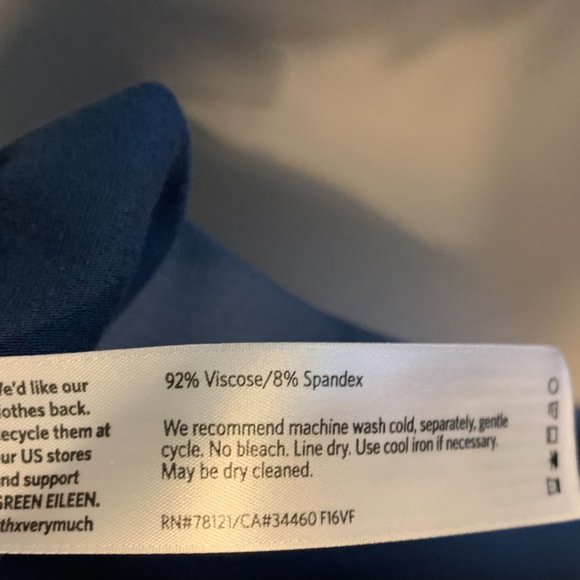 92% Viscose/8% Spandex
We recommend machine wash cold, separately, gentle
cycle. No bleach. Line dry. Use cool iron if necessary.
May be dry cleaned.
RN#78121/CA#34460 F16VF
e'd like our
othes back.
ecycle them at
ur US stores
nd support
GREEN EILEEN.
thxverymuch